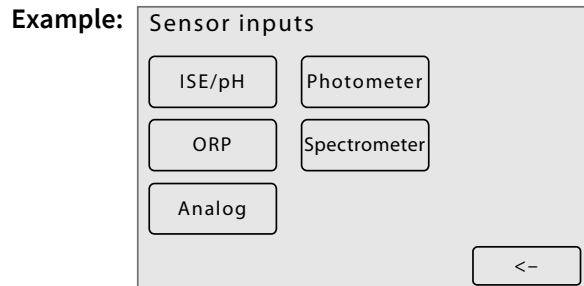 Example:
Sensor inputs
ISE/pH Photometer
ORP Spectrometer
Analog
<–